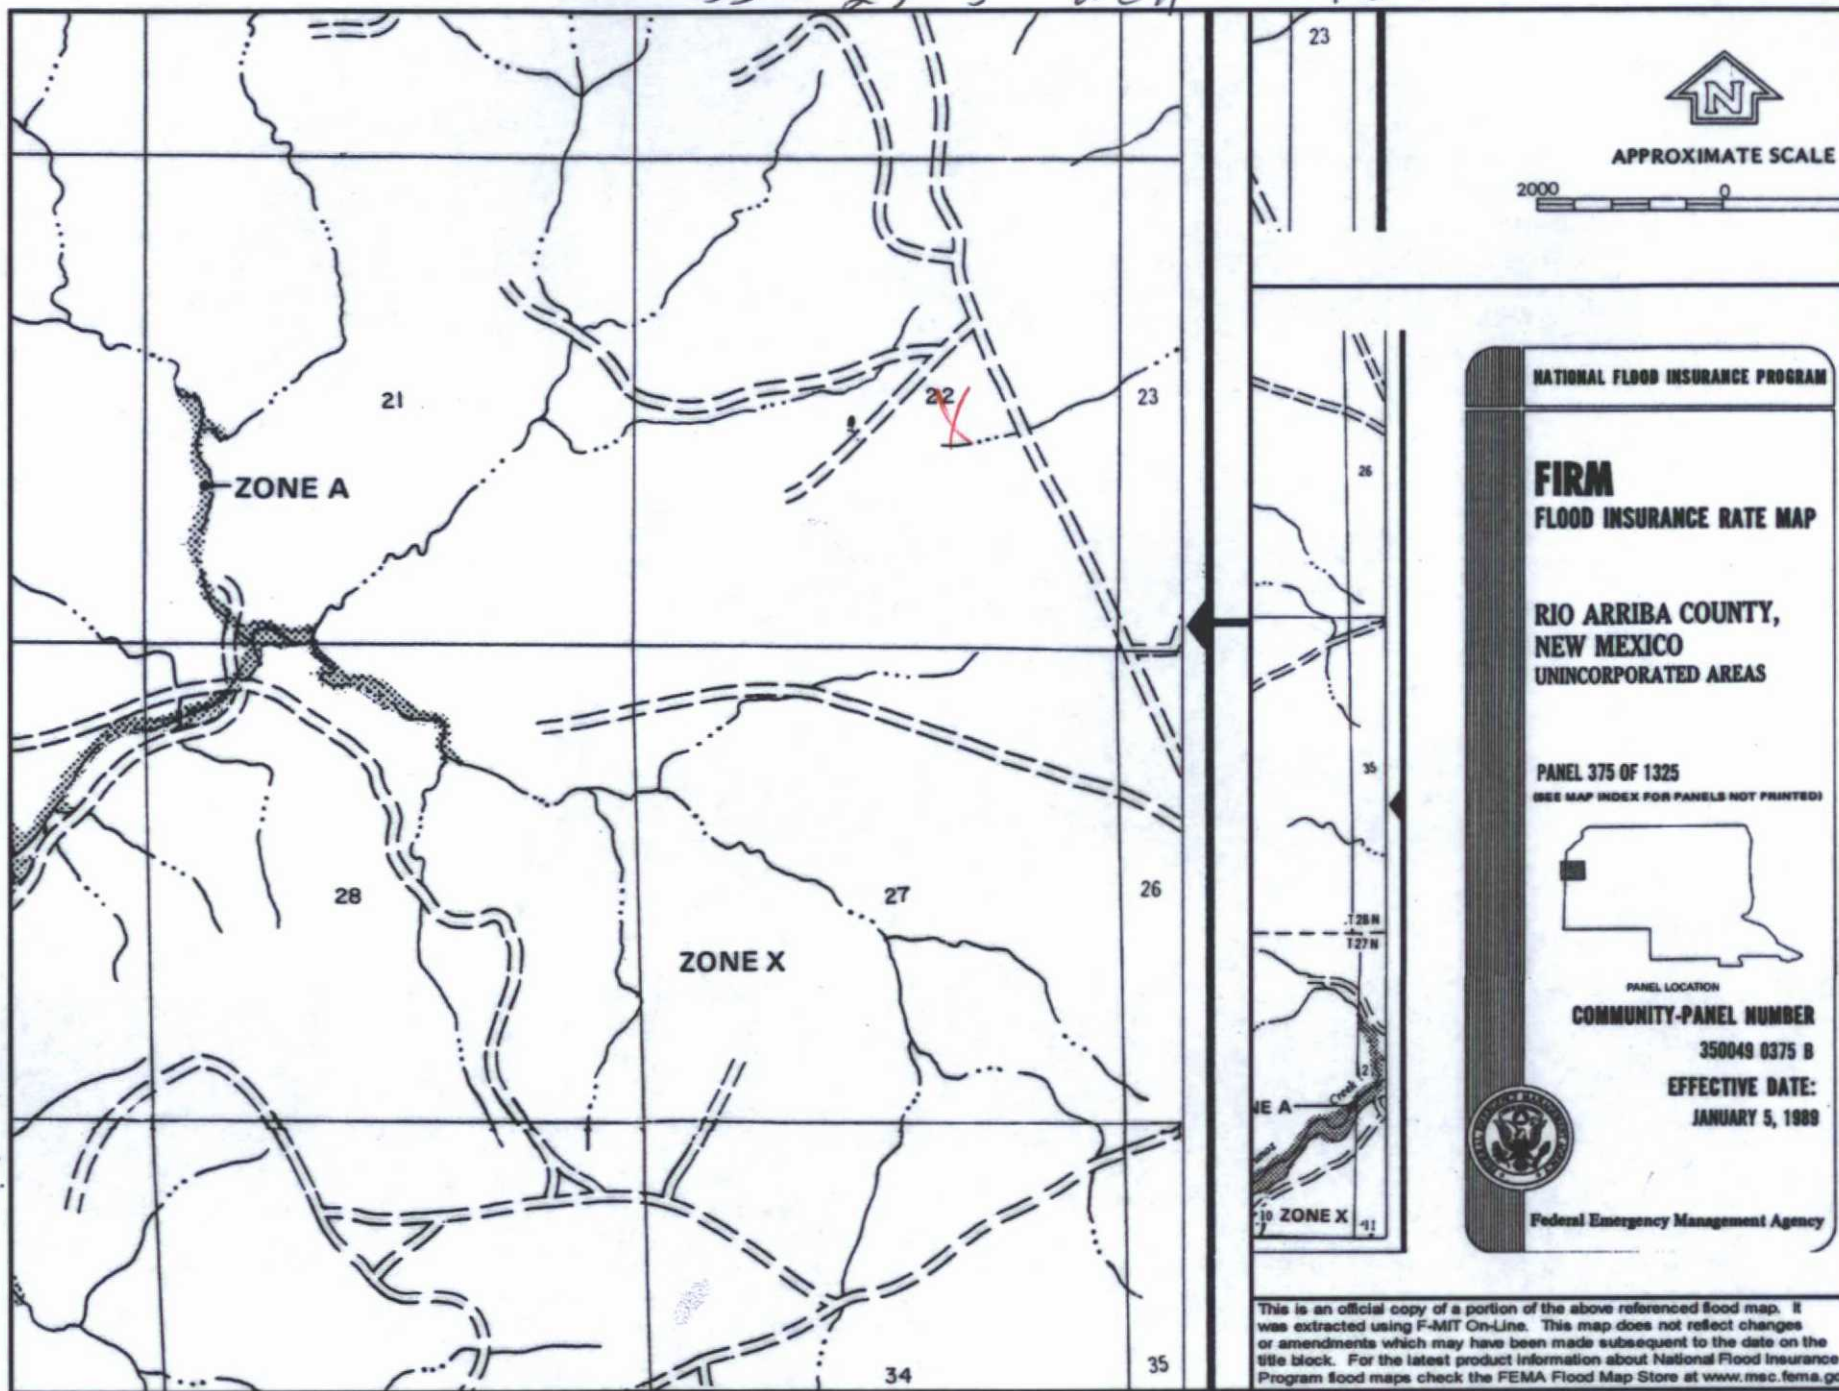 23
N
APPROXIMATE SCALE
2000 0
21
22
23
ZONE A
28
27
26
ZONE X
34
35
26
35
T28N
T27N
NE A
Creek
2
10 ZONE X 11
NATIONAL FLOOD INSURANCE PROGRAM
FIRM
FLOOD INSURANCE RATE MAP
RIO ARRIBA COUNTY,
NEW MEXICO
UNINCORPORATED AREAS
PANEL 375 OF 1325
(SEE MAP INDEX FOR PANELS NOT PRINTED)
PANEL LOCATION
COMMUNITY-PANEL NUMBER
350049 0375 B
EFFECTIVE DATE:
JANUARY 5, 1989
Federal Emergency Management Agency
This is an official copy of a portion of the above referenced flood map. It
was extracted using F-MIT On-Line. This map does not reflect changes
or amendments which may have been made subsequent to the date on the
title block. For the latest product information about National Flood Insurance
Program flood maps check the FEMA Flood Map Store at www.msc.fema.go